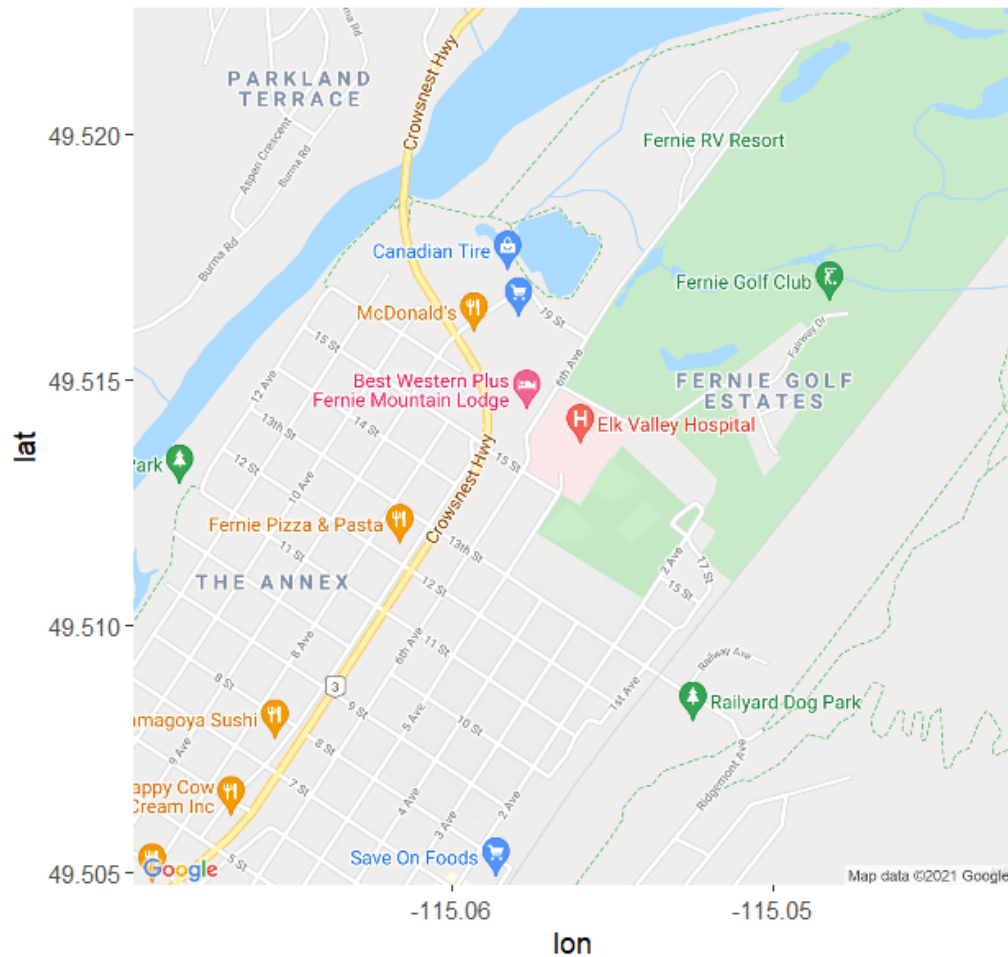 Crowsnest Hwy
Burma Rd
PARKLAND
TERRACE
49.520
Aspen Crescent
Burma Rd
Fernie RV Resort
Burma Rd
Canadian Tire
Fernie Golf Club
McDonald's
19 St
Fairway Dr
15 St
6th Ave
49.515
12 Ave
Best Western Plus
Fernie Mountain Lodge
FERNIE GOLF
ESTATES
13th St
14 St
H
Elk Valley Hospital
lat
Park
12 St
10 Ave
Crowsnest Hwy
15 St
Fernie Pizza & Pasta
11 St
13th St
2 Ave
17 St
THE ANNEX
12 St
15 St
49.510
8 Ave
6th Ave
11 St
Railway Ave
8 St
3
9 St
1st Ave
Railyard Dog Park
amagoya Sushi
5 Ave
10 St
9 Ave
8 St
Ridgemont Ave
appy Cow
Cream Inc
7 St
4 Ave
3 Ave
2 Ave
5 St
Save On Foods
49.505
Google
Map data ©2021 Google
-115.06
-115.05
lon